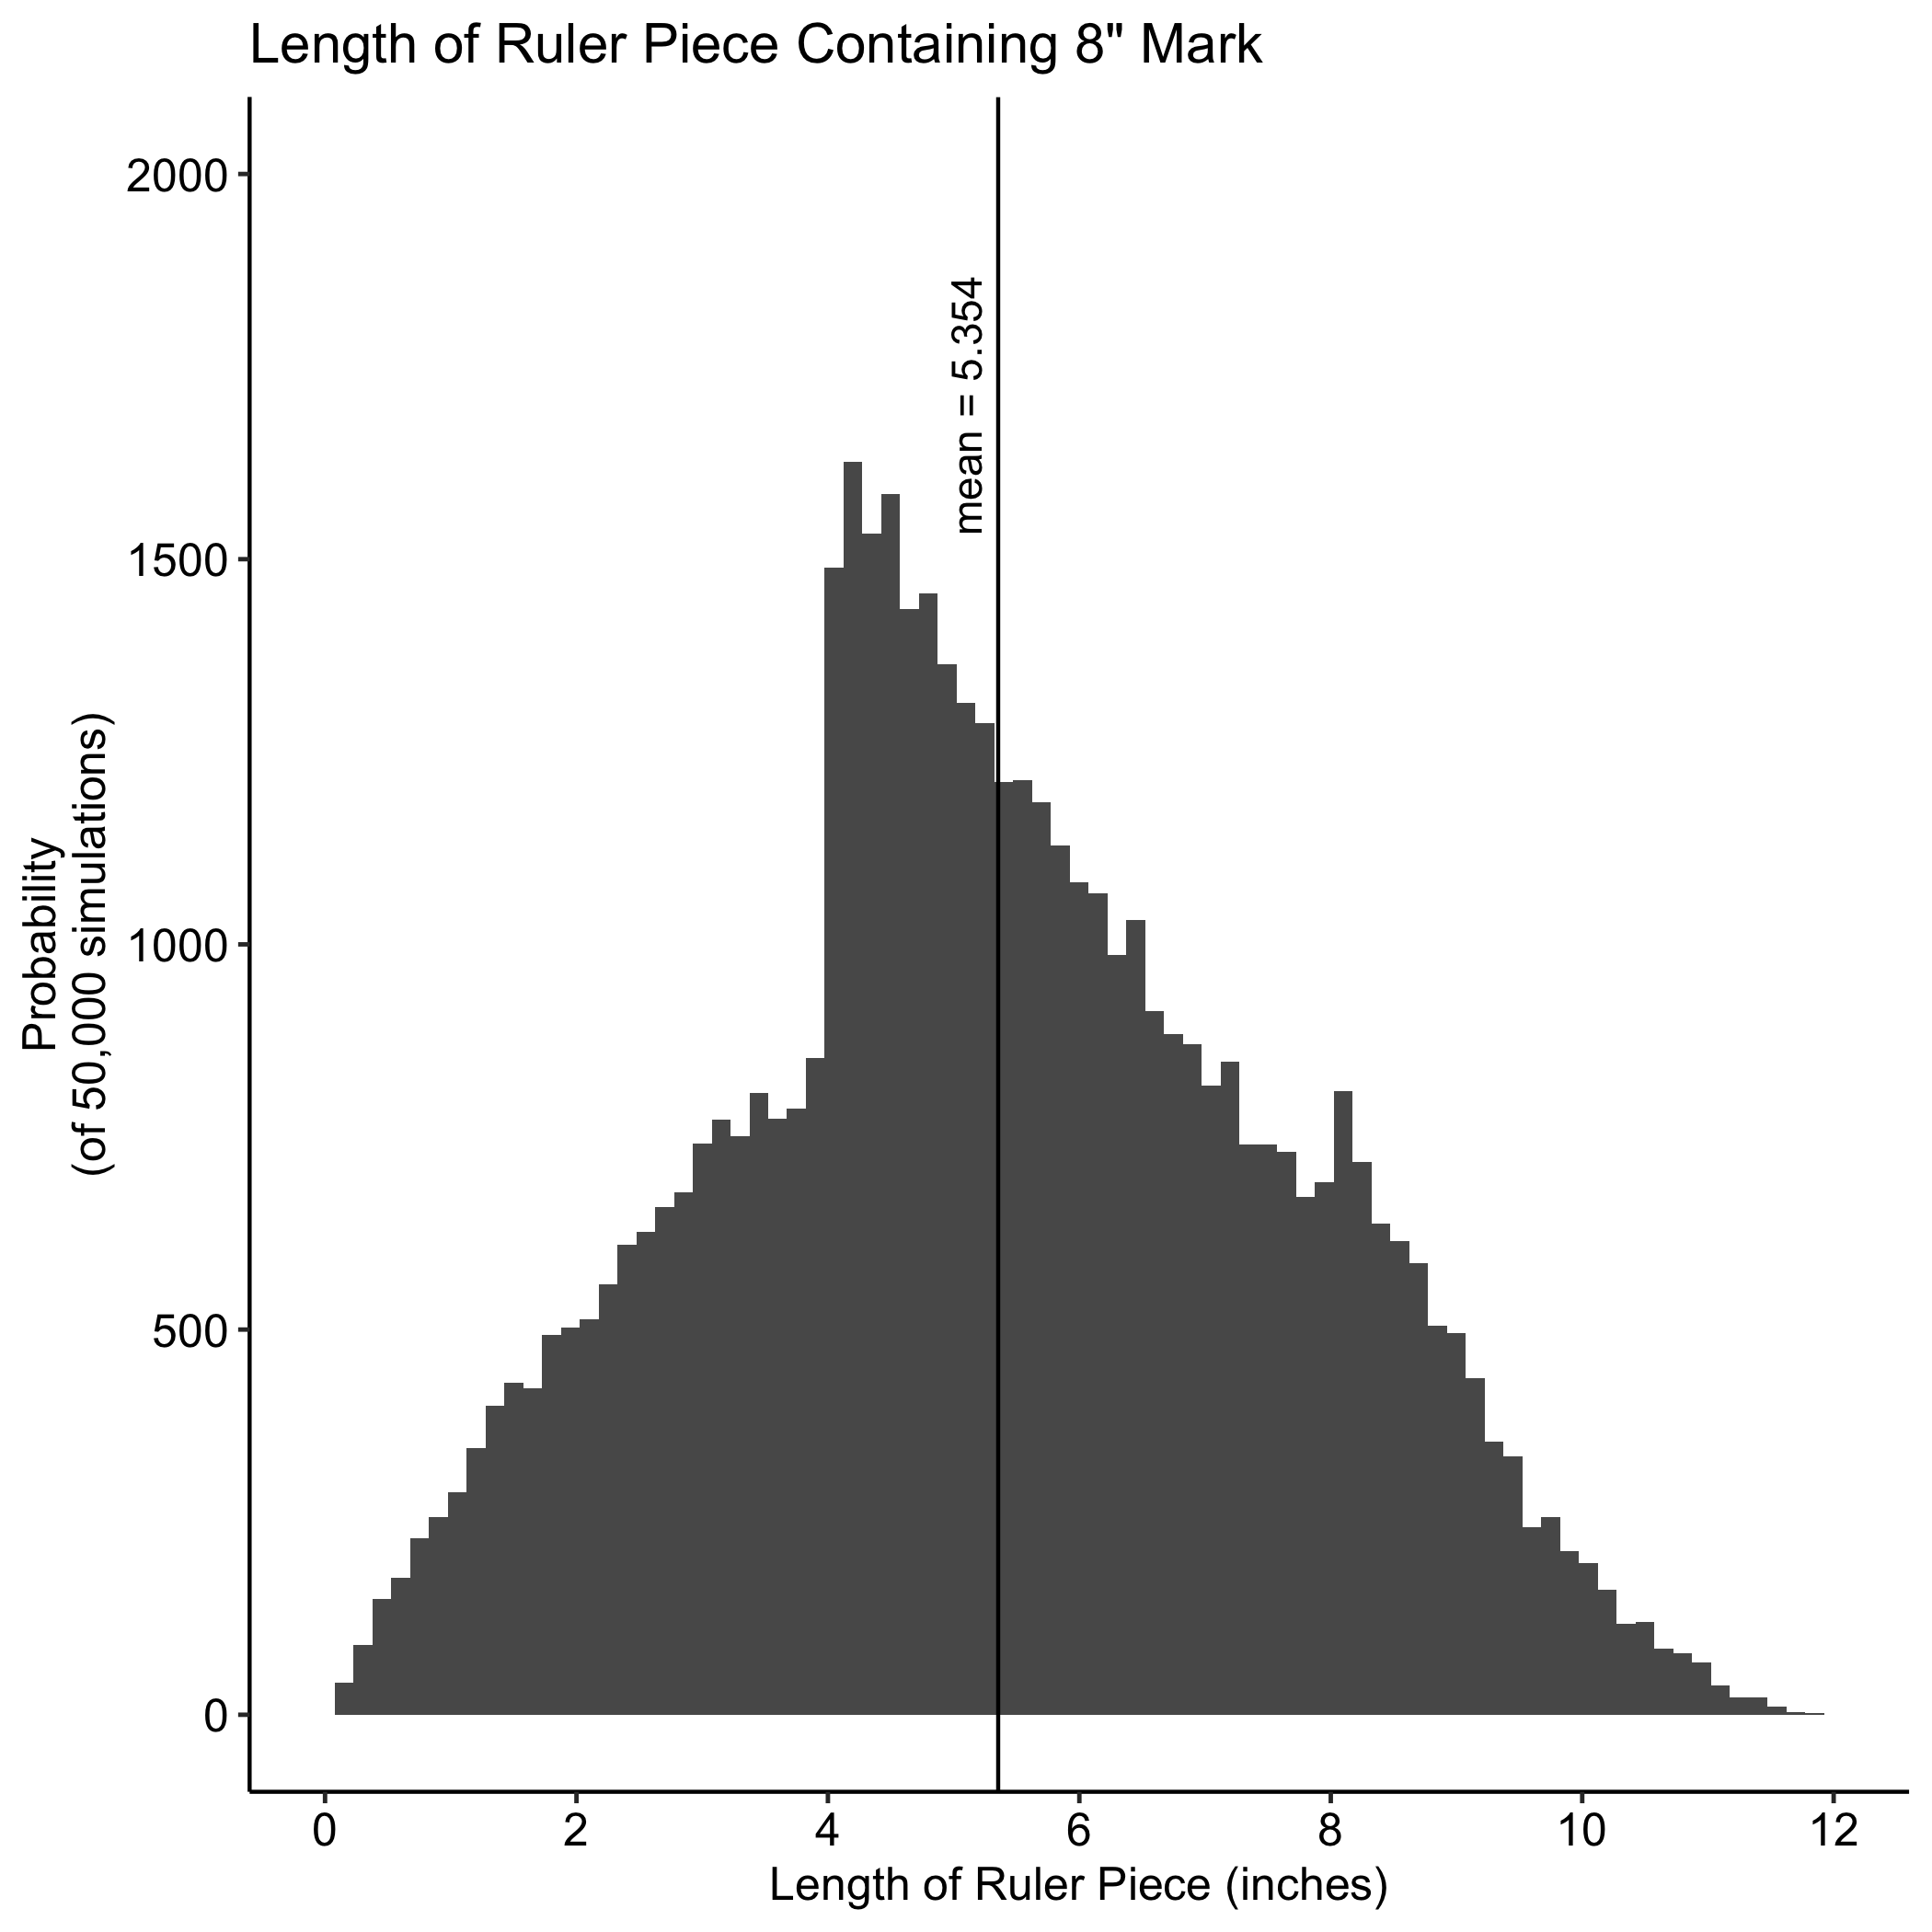 Length of Ruler Piece Containing 8" Mark
2000
1500
1000
500
0
Probability
(of 50,000 simulations)
mean = 5.354
0 2 4 6 8 10 12
Length of Ruler Piece (inches)